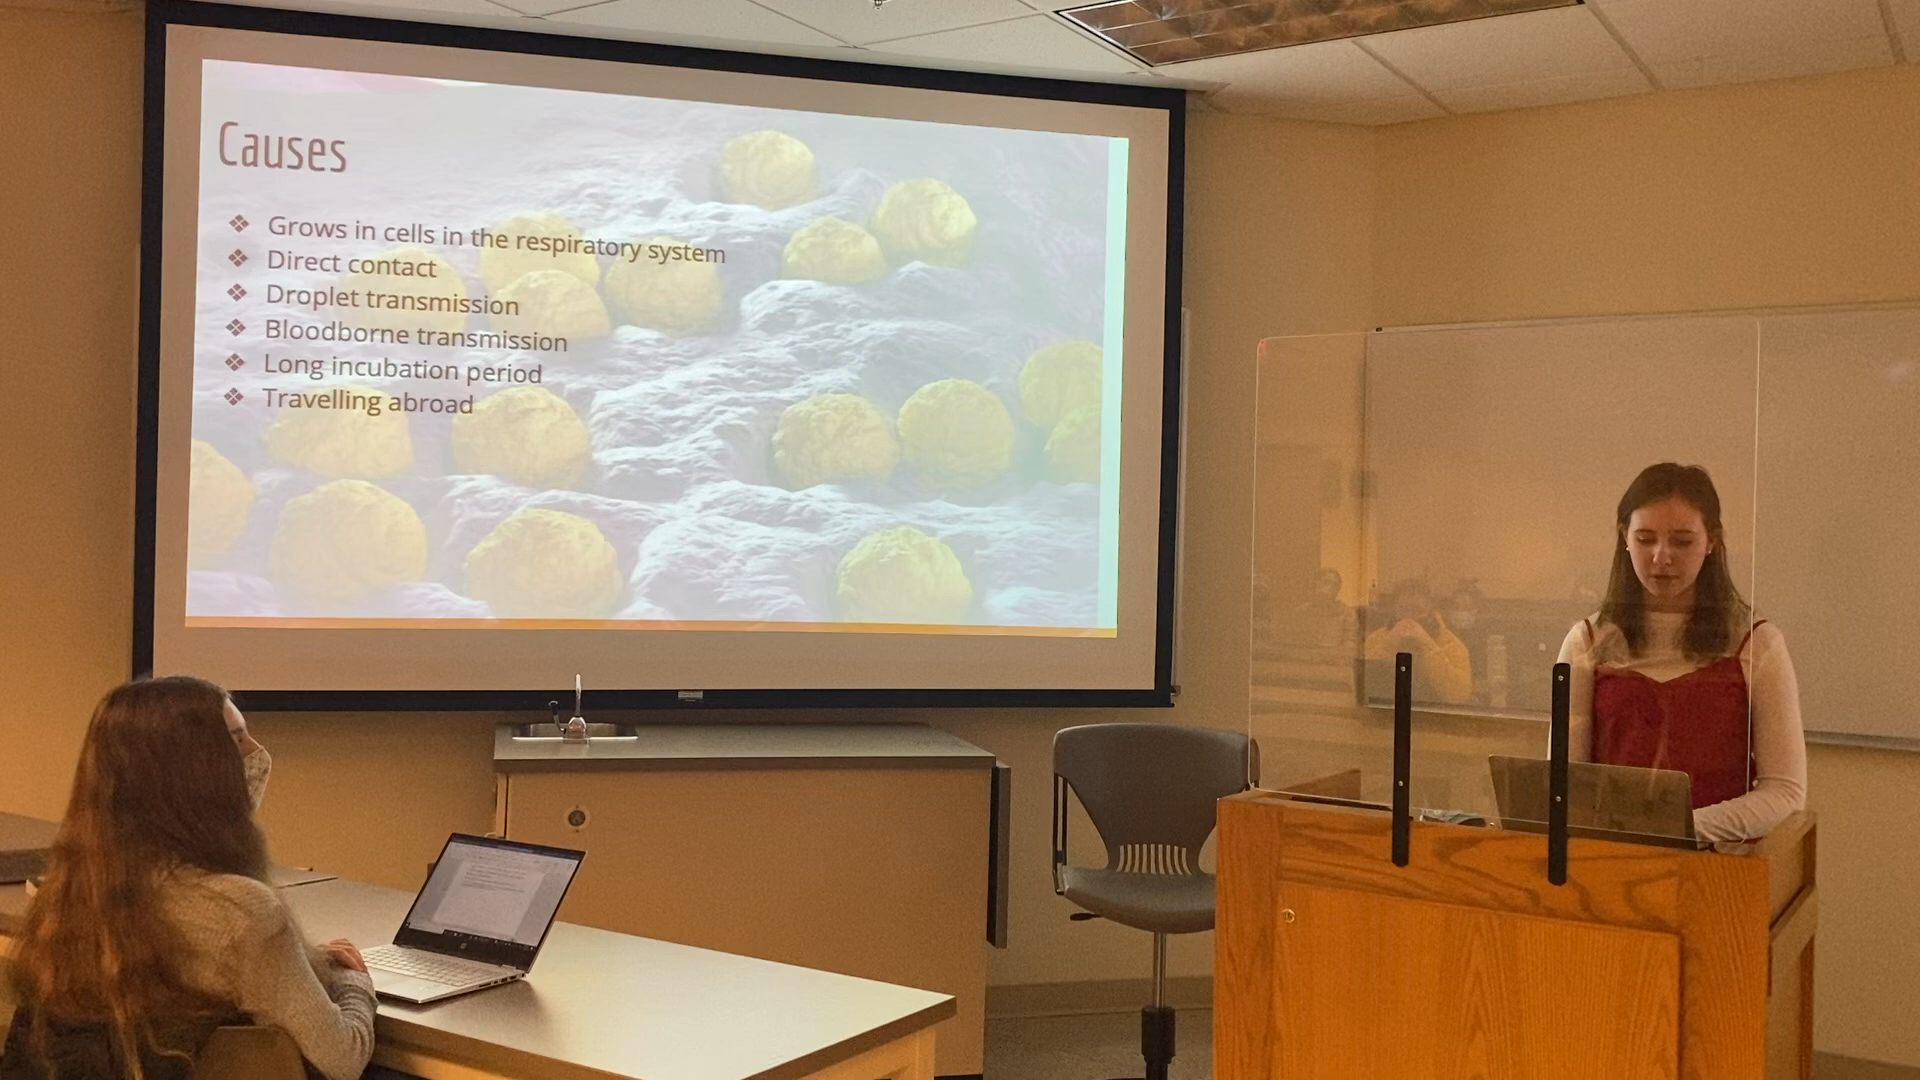 Causes
Grows in cells in the respiratory system
Direct contact
Droplet transmission
Bloodborne transmission
Long incubation period
Travelling abroad